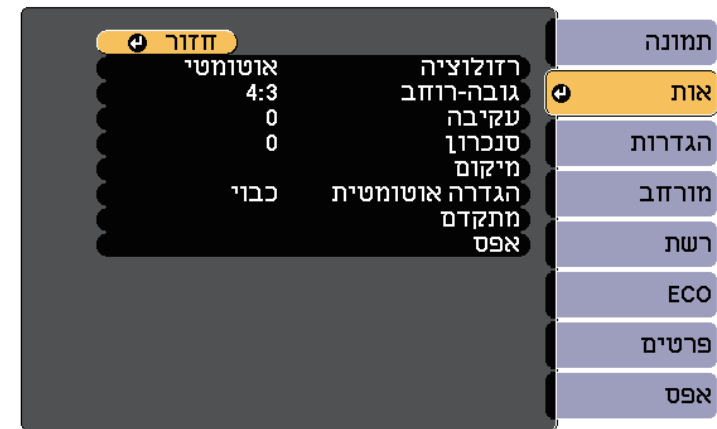 תמונה
אות
הגדרות
מורחב
רשת
ECO
פרטים
אפס
חזור
רזולוציה אוטומטי
גובה-רוחב 4:3
עקיבה 0
סנכרון 0
מיקום
הגדרה אוטומטית כבוי
מתקדם
אפס